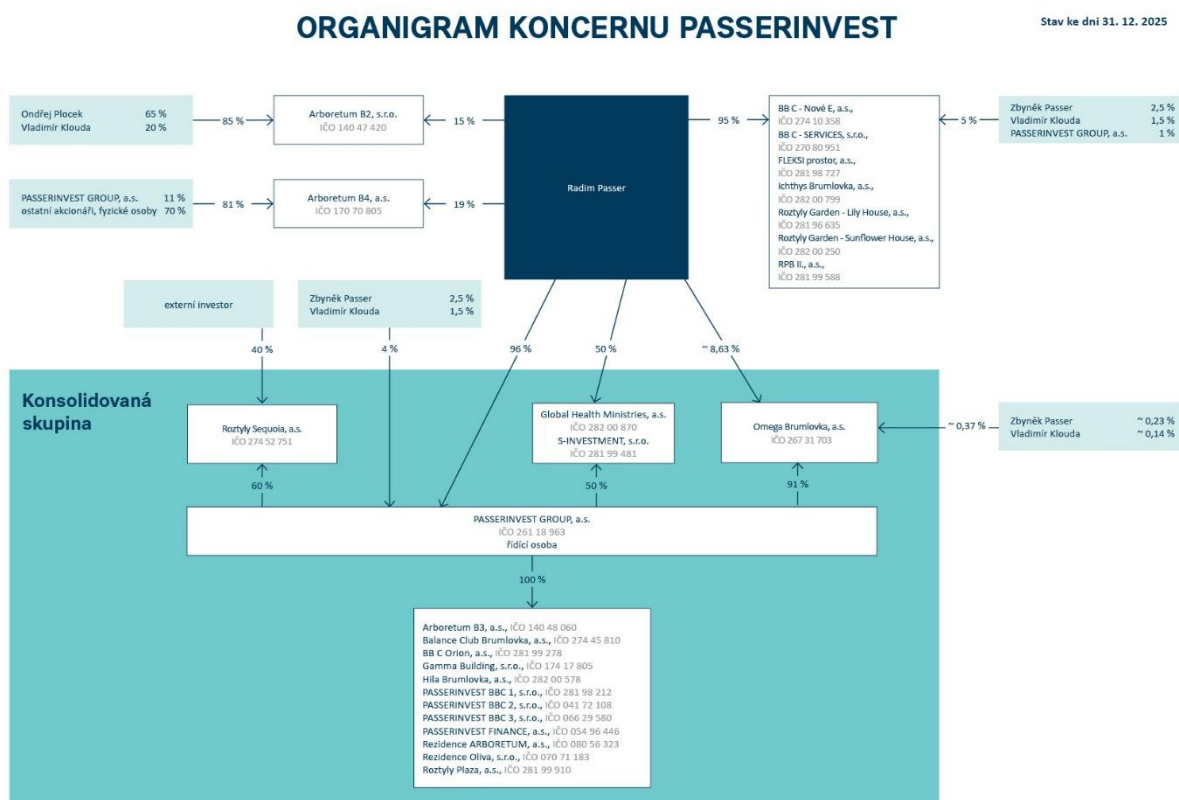 ORGANIGRAM KONCERNU PASSERINVEST
Stav ke dni 31. 12. 2025
Ondřej Plocek 65 %
Vladimír Klouda 20 %
85 %
Arboretum B2, s.r.o.
IČO 140 47 420
15 %
Radim Passer
95 %
BB C - Nové E, a.s.,
IČO 274 10 358
BB C - SERVICES, s.r.o.,
IČO 270 80 951
FLEKSI prostor, a.s.,
IČO 281 98 727
Ichthys Brumlovka, a.s.,
IČO 282 00 799
Roztyly Garden - Lily House, a.s.,
IČO 281 96 635
Roztyly Garden - Sunflower House, a.s.,
IČO 282 00 250
RPB II., a.s.,
IČO 281 99 588
5 %
Zbyněk Passer 2,5 %
Vladimír Klouda 1,5 %
PASSERINVEST GROUP, a.s. 1 %
PASSERINVEST GROUP, a.s. 11 %
ostatní akcionáři, fyzické osoby 70 %
81 %
Arboretum B4, a.s.
IČO 170 70 805
19 %
externí investor
Zbyněk Passer 2,5 %
Vladimír Klouda 1,5 %
40 %
4 %
96 %
50 %
~ 8,63 %
Konsolidovaná
skupina
Roztyly Sequoia, a.s.
IČO 274 52 751
Global Health Ministries, a.s.
IČO 282 00 870
S-INVESTMENT, s.r.o.
IČO 281 99 481
Omega Brumlovka, a.s.
IČO 267 31 703
~ 0,37 %
Zbyněk Passer ~ 0,23 %
Vladimír Klouda ~ 0,14 %
60 %
50 %
91 %
PASSERINVEST GROUP, a.s.
IČO 261 18 963
řídící osoba
100 %
Arboretum B3, a.s., IČO 140 48 060
Balance Club Brumlovka, a.s., IČO 274 45 810
BB C Orion, a.s., IČO 281 99 278
Gamma Building, s.r.o., IČO 174 17 805
Hila Brumlovka, a.s., IČO 282 00 578
PASSERINVEST BBC 1, s.r.o., IČO 281 98 212
PASSERINVEST BBC 2, s.r.o., IČO 041 72 108
PASSERINVEST BBC 3, s.r.o., IČO 066 29 580
PASSERINVEST FINANCE, a.s., IČO 054 96 446
Rezidence ARBORETUM, a.s., IČO 080 56 323
Rezidence Oliva, s.r.o., IČO 070 71 183
Roztyly Plaza, a.s., IČO 281 99 910